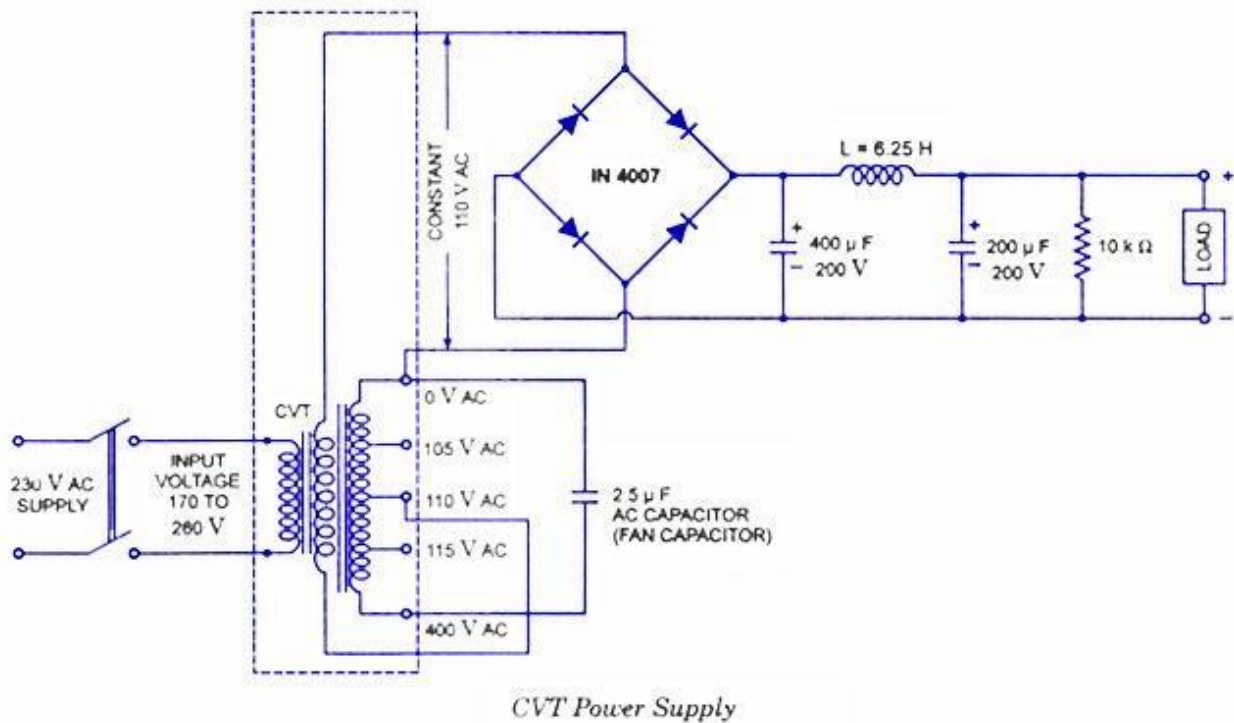 CONSTANT
110 V AC
IN 4007
L = 6.25 H
+
400 µ F
− 200 V
+
200 µ F
− 200 V
10 k Ω
LOAD
+
−
CVT
0 V AC
105 V AC
110 V AC
115 V AC
400 V AC
230 V AC
SUPPLY
INPUT
VOLTAGE
170 TO
260 V
2.5 µ F
AC CAPACITOR
(FAN CAPACITOR)
CVT Power Supply